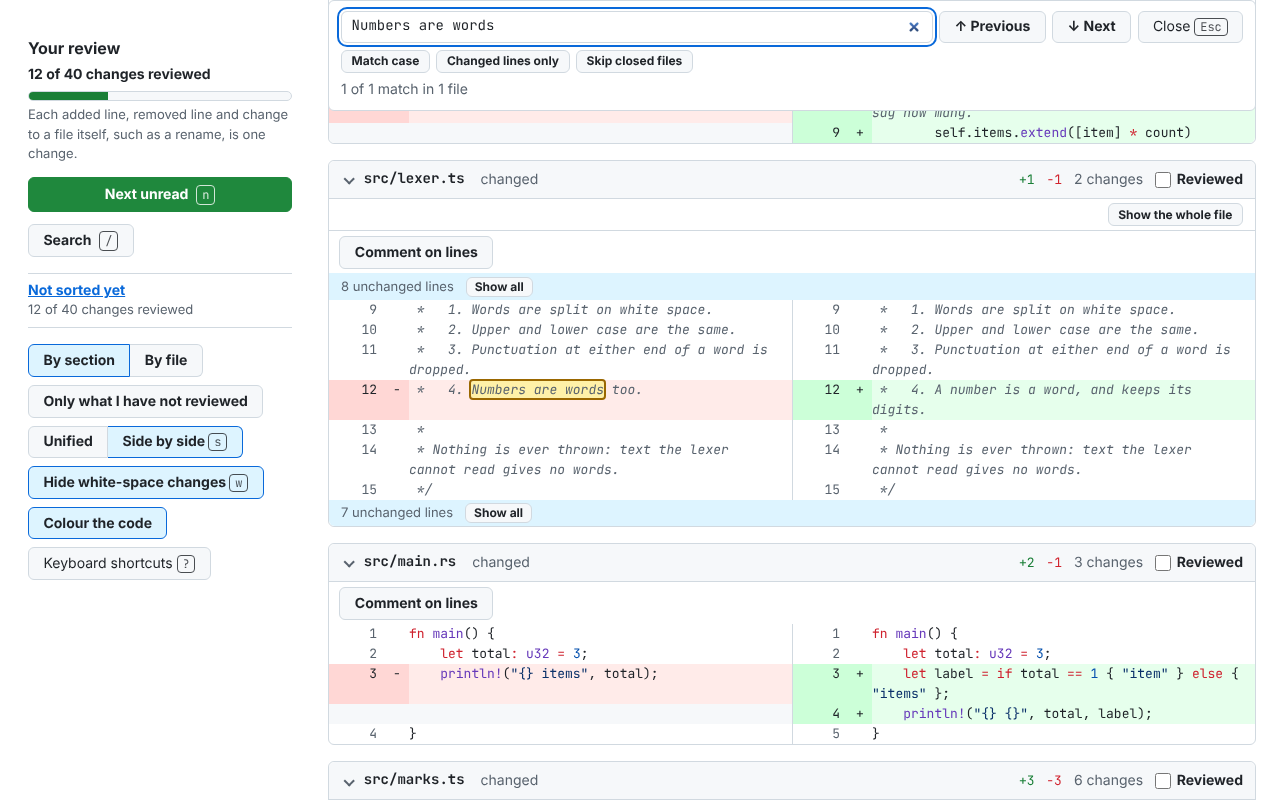 Your review
12 of 40 changes reviewed
Each added line, removed line and change
to a file itself, such as a rename, is one
change.
Next unread n
Search /
Not sorted yet
12 of 40 changes reviewed
By section By file
Only what I have not reviewed
Unified Side by side s
Hide white-space changes w
Colour the code
Keyboard shortcuts ?
Numbers are words × ↑ Previous ↓ Next Close Esc
Match case Changed lines only Skip closed files
1 of 1 match in 1 file
say how many.
9 + self.items.extend([item] * count)
src/lexer.ts changed +1 -1 2 changes Reviewed
Show the whole file
Comment on lines
8 unchanged lines Show all
9 * 1. Words are split on white space. 9 * 1. Words are split on white space.
10 * 2. Upper and lower case are the same. 10 * 2. Upper and lower case are the same.
11 * 3. Punctuation at either end of a word is 11 * 3. Punctuation at either end of a word is
dropped. dropped.
12 - * 4. Numbers are words too. 12 + * 4. A number is a word, and keeps its
digits.
13 * 13 *
14 * Nothing is ever thrown: text the lexer 14 * Nothing is ever thrown: text the lexer
cannot read gives no words. cannot read gives no words.
15 */ 15 */
7 unchanged lines Show all
src/main.rs changed +2 -1 3 changes Reviewed
Comment on lines
1 fn main() { 1 fn main() {
2 let total: u32 = 3; 2 let total: u32 = 3;
3 - println!("{} items", total); 3 + let label = if total == 1 { "item" } else {
"items" };
4 + println!("{} {}", total, label);
4 } 5 }
src/marks.ts changed +3 -3 6 changes Reviewed